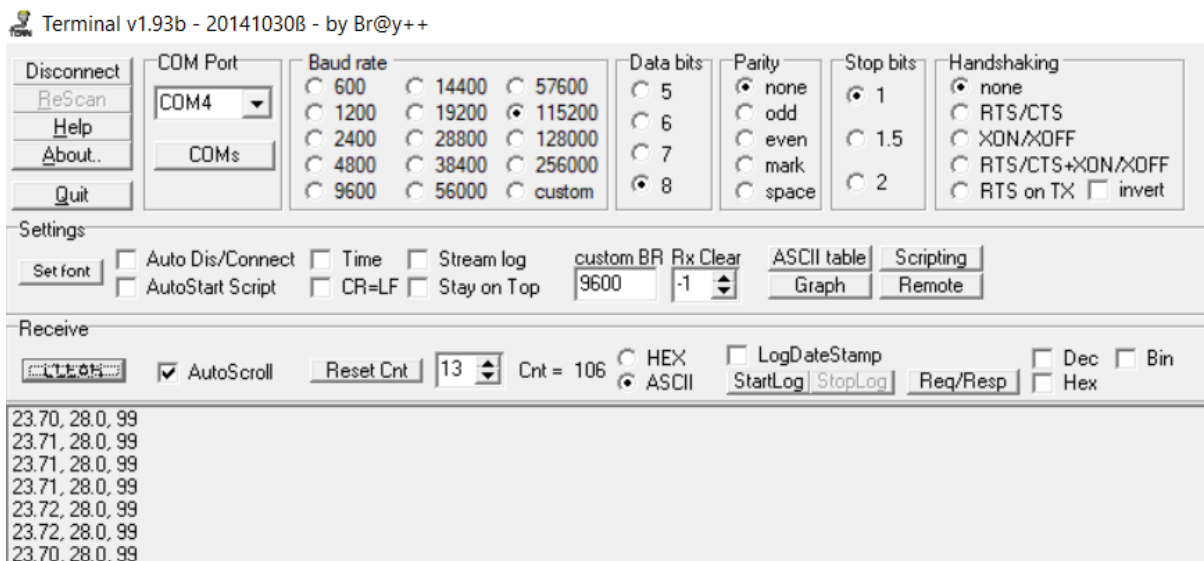 Terminal v1.93b - 20141030ß - by Br@y++
Disconnect
ReScan
Help
About..
Quit
COM Port
COM4
COMs
Baud rate
600 14400 57600
1200 19200 115200
2400 28800 128000
4800 38400 256000
9600 56000 custom
Data bits
5
6
7
8
Parity
none
odd
even
mark
space
Stop bits
1
1.5
2
Handshaking
none
RTS/CTS
XON/XOFF
RTS/CTS+XON/XOFF
RTS on TX invert
Settings
Set font
Auto Dis/Connect Time Stream log
AutoStart Script CR=LF Stay on Top
custom BR Rx Clear
9600 -1
ASCII table Scripting
Graph Remote
Receive
CLEAR AutoScroll Reset Cnt 13 Cnt = 106
HEX
ASCII
LogDateStamp
StartLog StopLog Req/Resp
Dec Bin
Hex
23.70, 28.0, 99
23.71, 28.0, 99
23.71, 28.0, 99
23.71, 28.0, 99
23.72, 28.0, 99
23.72, 28.0, 99
23.70, 28.0, 99